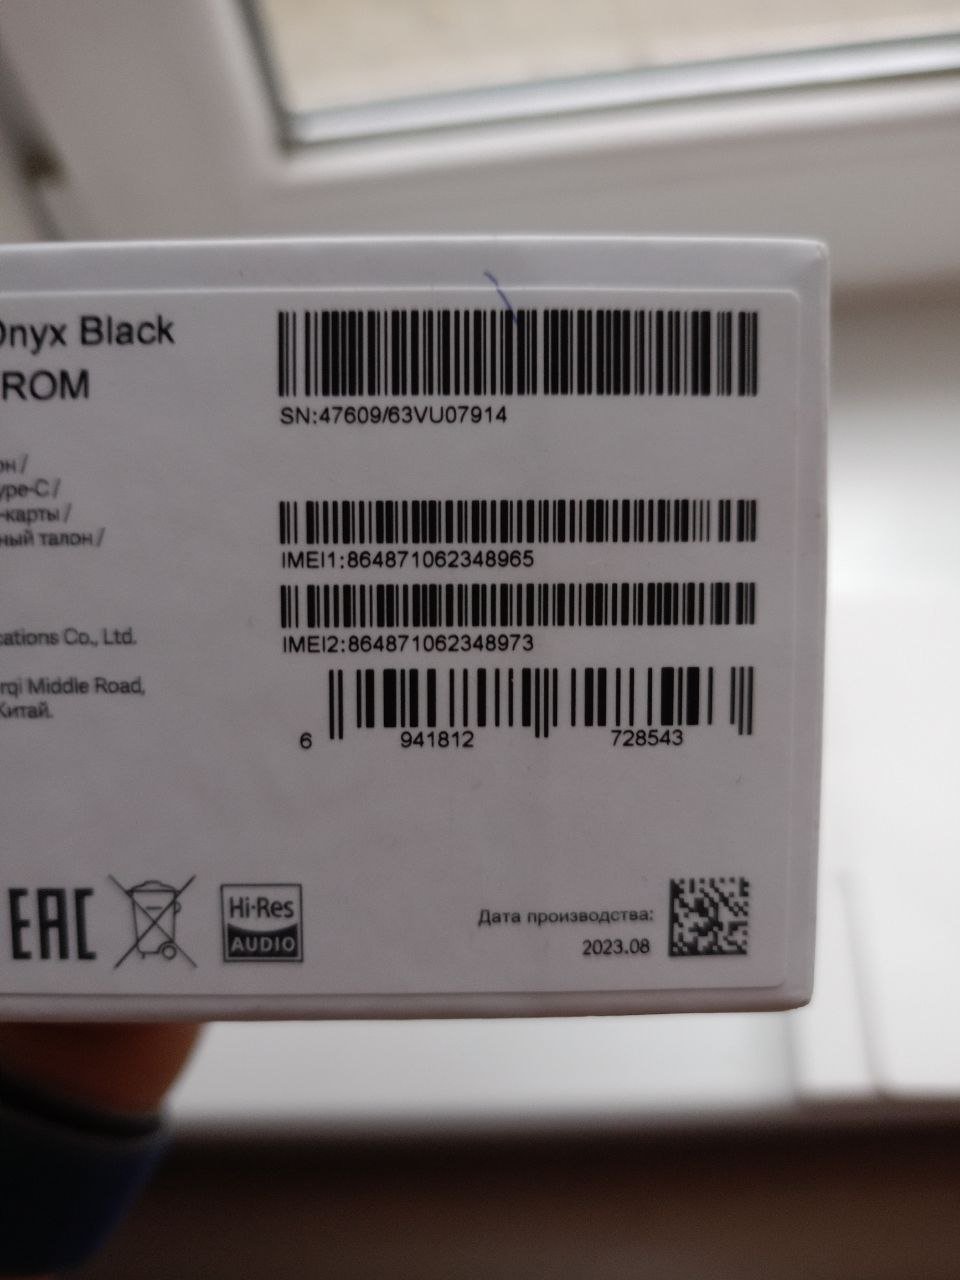 Onyx Black
ROM
SN:47609/63VU07914
он/
ype-C/
-карты/
ный талон/
IMEI1:864871062348965
IMEI2:864871062348973
cations Co., Ltd.
rqi Middle Road,
Китай.
6 941812 728543
EAC
Hi-Res
AUDIO
Дата производства:
2023.08